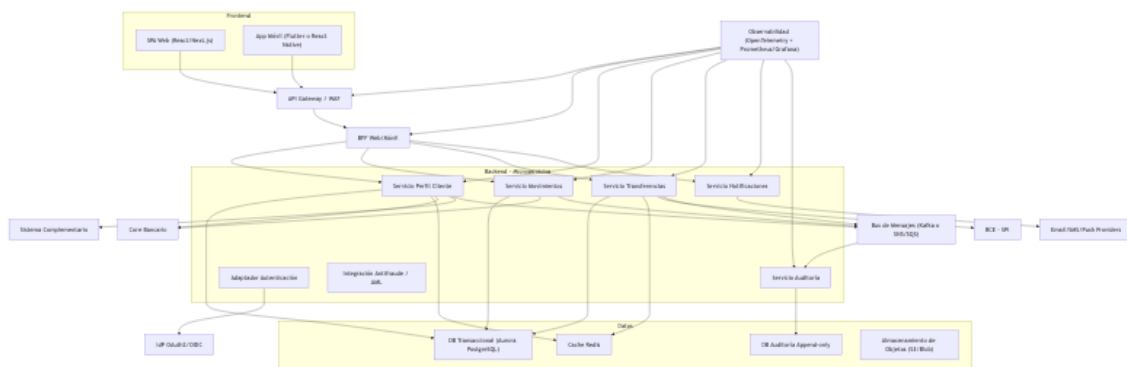 Frontend
SPA Web (React/Next.js)
App Móvil (Flutter o React
Native)
Observabilidad
(OpenTelemetry +
Prometheus/Grafana)
API Gateway / WAF
BFF Web/Móvil
Backend - Microservicios
Servicio Perfil Cliente
Servicio Movimientos
Servicio Transferencias
Servicio Notificaciones
Sistema Complementario
Core Bancario
Bus de Mensajes (Kafka o
SNS/SQS)
BCE - SPI
Email/SMS/Push Providers
Adaptador Autenticación
Integración Antifraude /
AML
Servicio Auditoría
Datos
IdP OAuth2/OIDC
DB Transaccional (Aurora
PostgreSQL)
Cache Redis
DB Auditoría Append-only
Almacenamiento de
Objetos (S3/Blob)